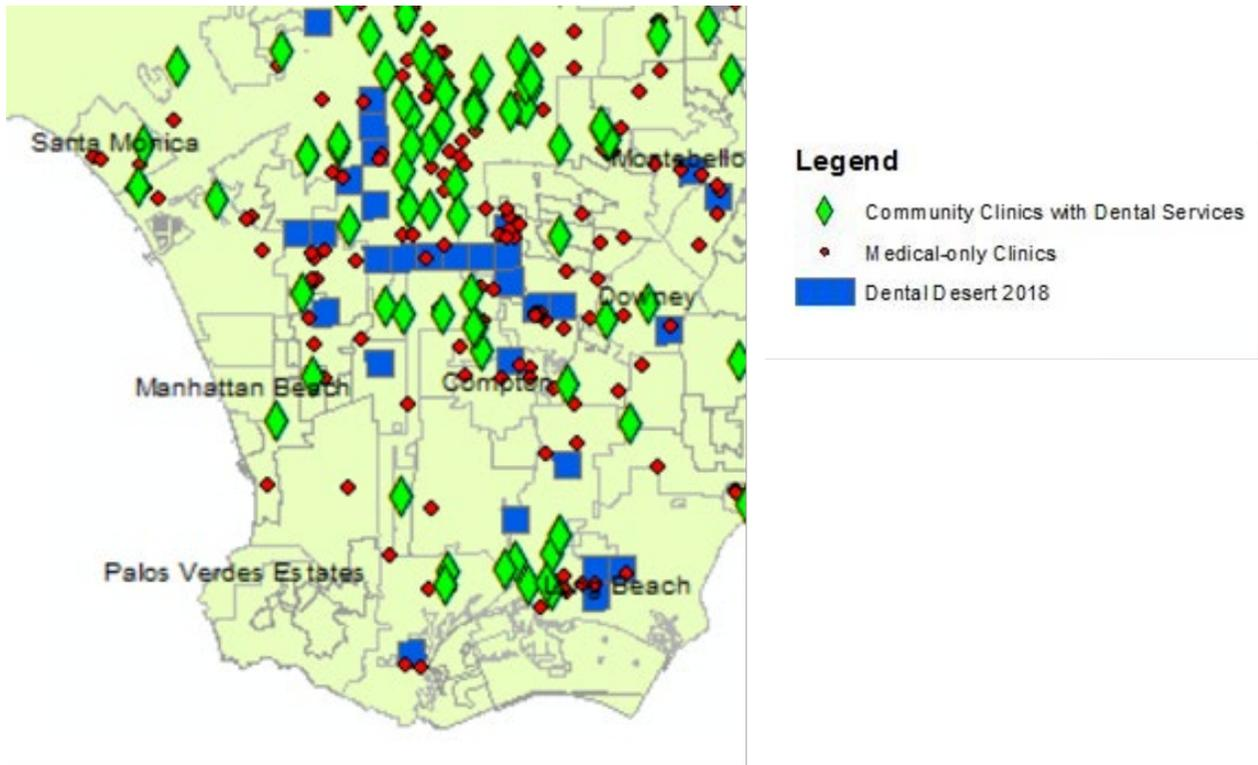 Santa Monica
Montebello
Downey
Manhattan Beach
Compton
Palos Verdes Estates
Beach
Legend
Community Clinics with Dental Services
Medical-only Clinics
Dental Desert 2018